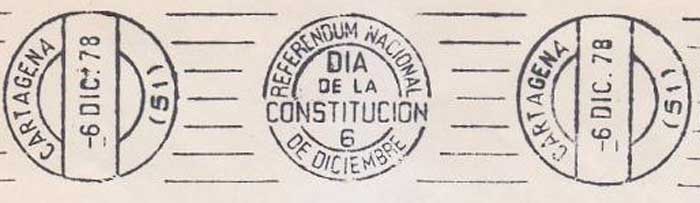 CARTAGENA
-6 DIC. 78
(51)
REFERENDUM NACIONAL
DIA
DE LA
CONSTITUCION
6
DE DICIEMBRE
CARTAGENA
-6 DIC. 78
(51)